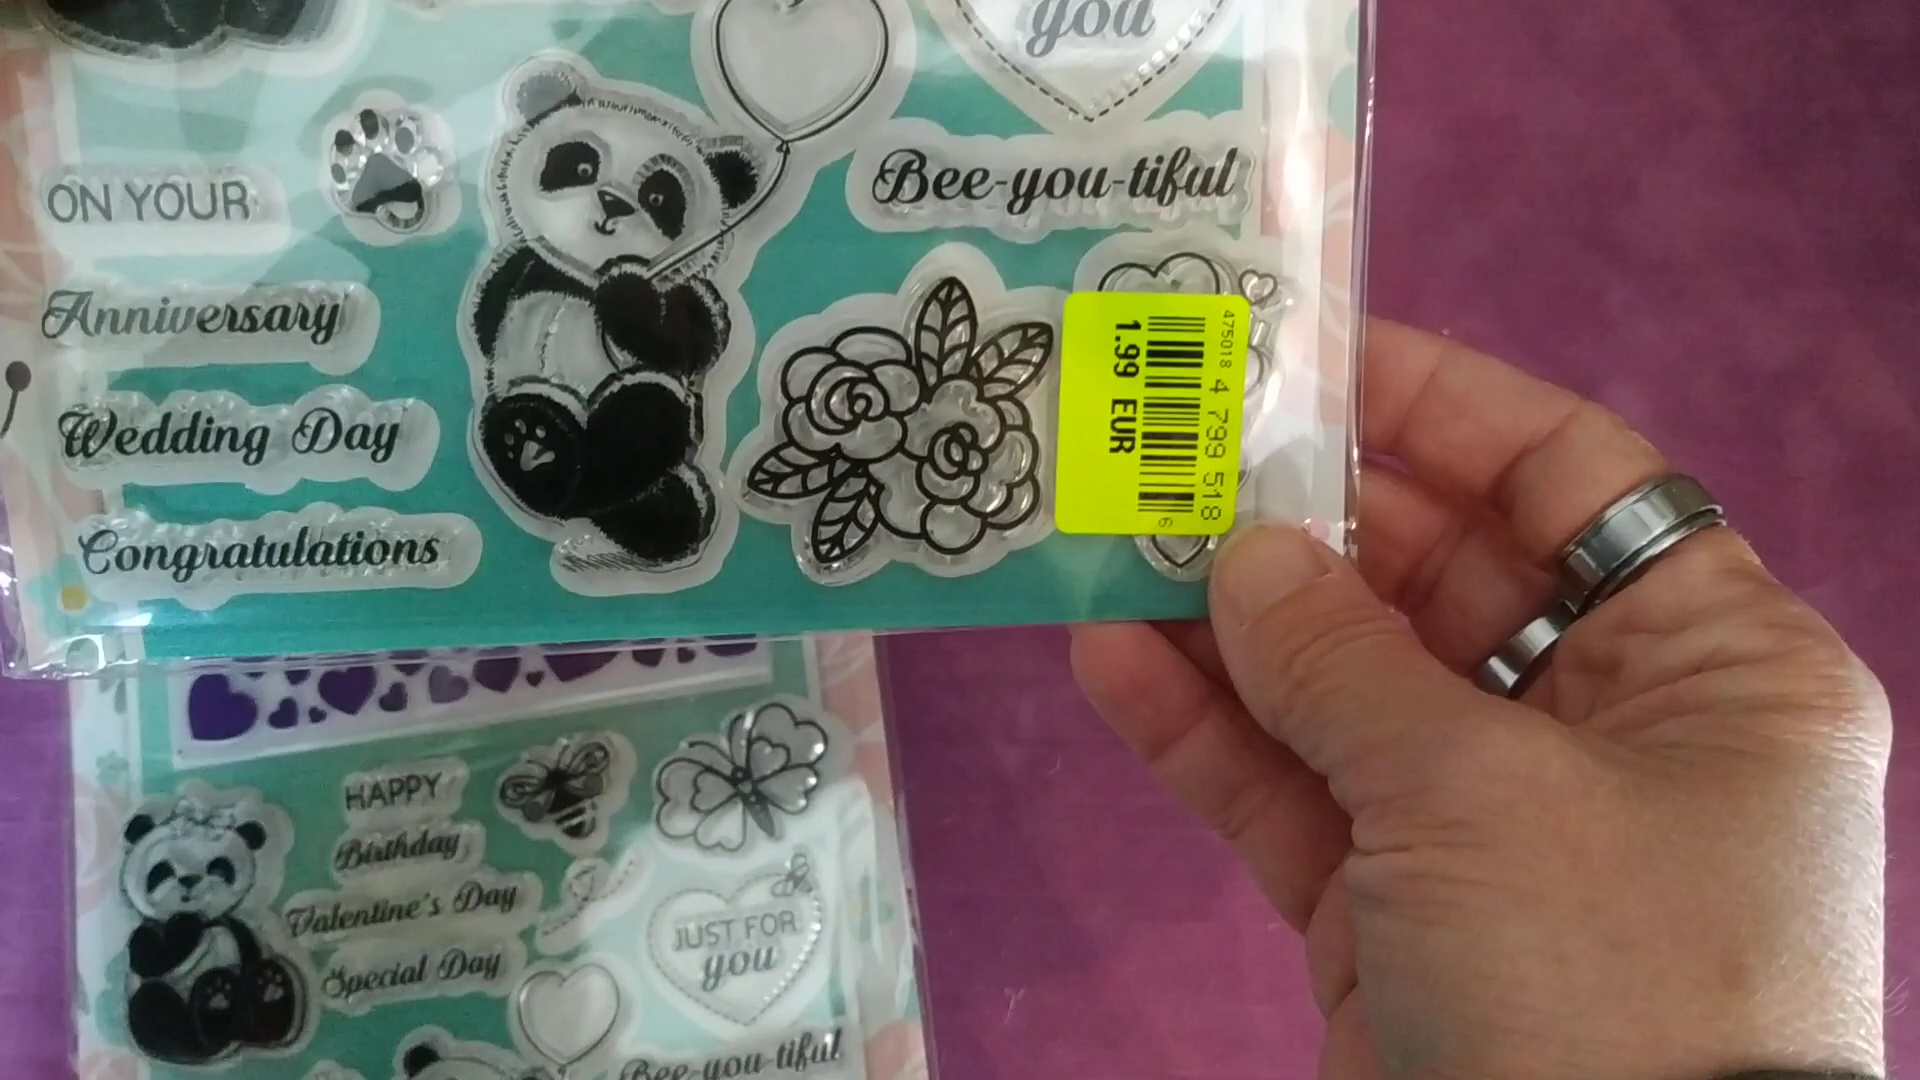 you
Bee-you-tiful
ON YOUR
Anniversary
Wedding Day
Congratulations
475018
4 799 518
6
1.99 EUR
HAPPY
Birthday
Valentine's Day
Special Day
JUST FOR
you
Bee-you-tiful